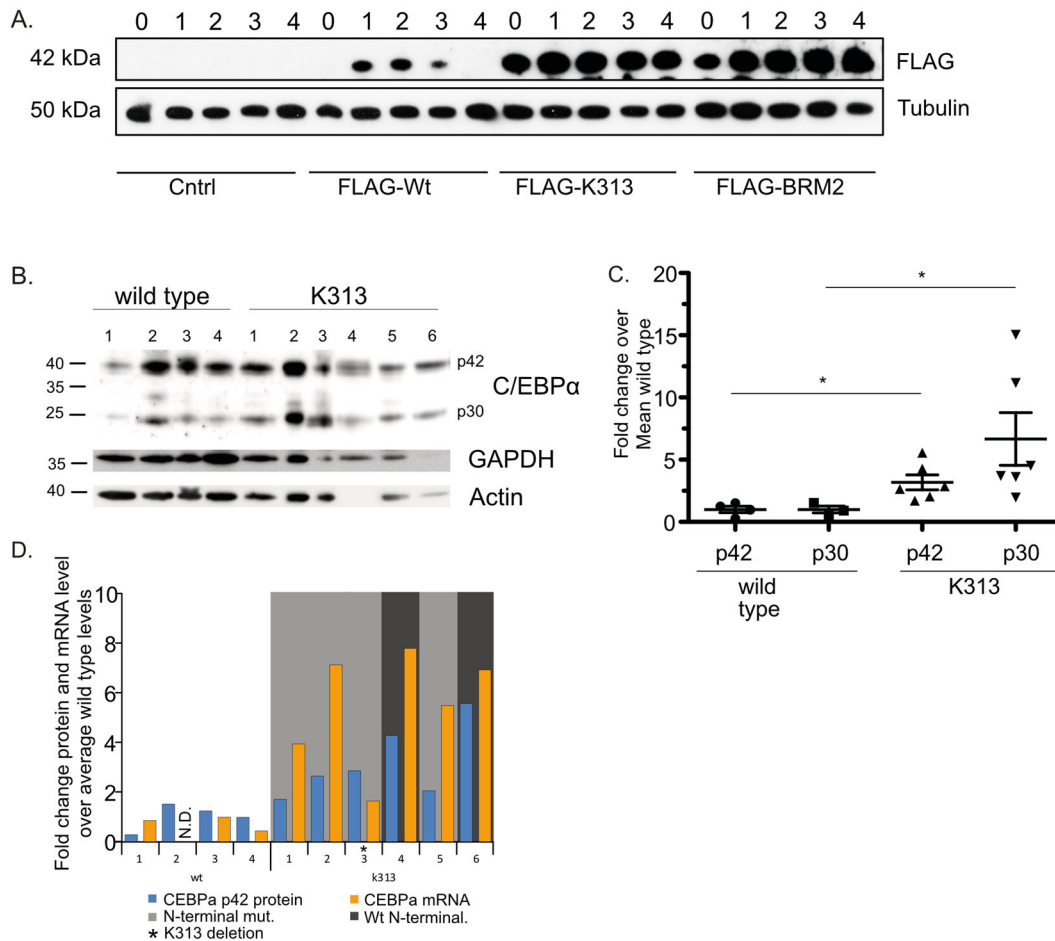 A.
0 1 2 3 4 0 1 2 3 4 0 1 2 3 4 0 1 2 3 4
42 kDa FLAG
50 kDa Tubulin
Cntrl FLAG-Wt FLAG-K313 FLAG-BRM2
B.
wild type K313
1 2 3 4 1 2 3 4 5 6
40 p42
C/EBPα
35
25 p30
GAPDH
35
40
Actin
C.
Fold change over
Mean wild type
20
15
10
5
0
* *
p42 p30 p42 p30
wild
type
K313
D.
Fold change protein and mRNA level
over average wild type levels
10
8
6
4
2
0
N.D.
*
1 2 3 4 1 2 3 4 5 6
wt k313
CEBPa p42 protein CEBPa mRNA
N-terminal mut. Wt N-terminal.
* K313 deletion